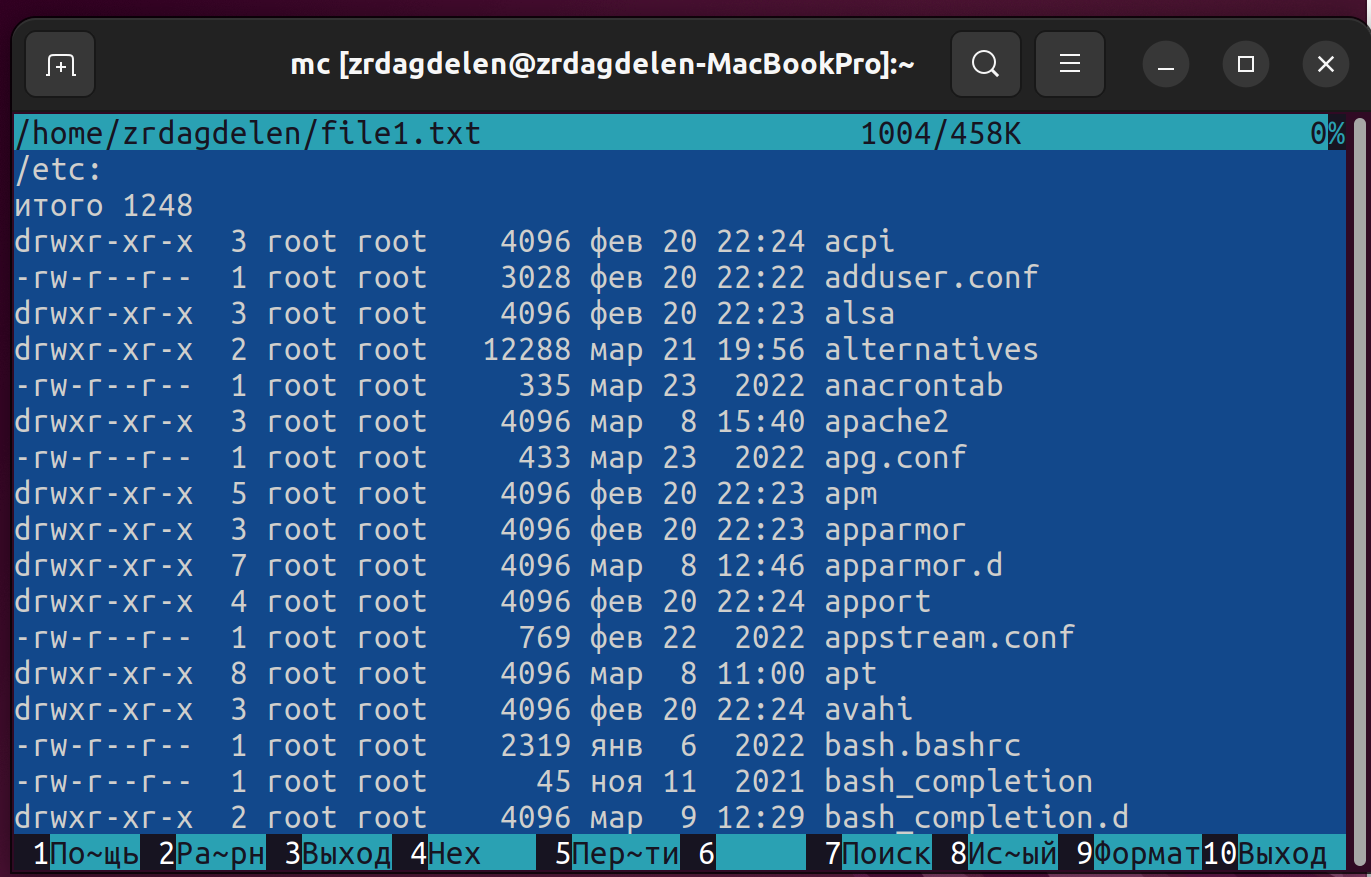 mc [zrdagdelen@zrdagdelen-MacBookPro]:~
/home/zrdagdelen/file1.txt 1004/458K 0%
/etc:
итого 1248
drwxr-xr-x 3 root root 4096 фев 20 22:24 acpi
-rw-r--r-- 1 root root 3028 фев 20 22:22 adduser.conf
drwxr-xr-x 3 root root 4096 фев 20 22:23 alsa
drwxr-xr-x 2 root root 12288 мар 21 19:56 alternatives
-rw-r--r-- 1 root root 335 мар 23 2022 anacrontab
drwxr-xr-x 3 root root 4096 мар 8 15:40 apache2
-rw-r--r-- 1 root root 433 мар 23 2022 apg.conf
drwxr-xr-x 5 root root 4096 фев 20 22:23 apm
drwxr-xr-x 3 root root 4096 фев 20 22:23 apparmor
drwxr-xr-x 7 root root 4096 мар 8 12:46 apparmor.d
drwxr-xr-x 4 root root 4096 фев 20 22:24 apport
-rw-r--r-- 1 root root 769 фев 22 2022 appstream.conf
drwxr-xr-x 8 root root 4096 мар 8 11:00 apt
drwxr-xr-x 3 root root 4096 фев 20 22:24 avahi
-rw-r--r-- 1 root root 2319 янв 6 2022 bash.bashrc
-rw-r--r-- 1 root root 45 ноя 11 2021 bash_completion
drwxr-xr-x 2 root root 4096 мар 9 12:29 bash_completion.d
1По~щь 2Ра~рн 3Выход 4Hex 5Пер~ти 6 7Поиск 8Ис~ый 9Формат 10Выход